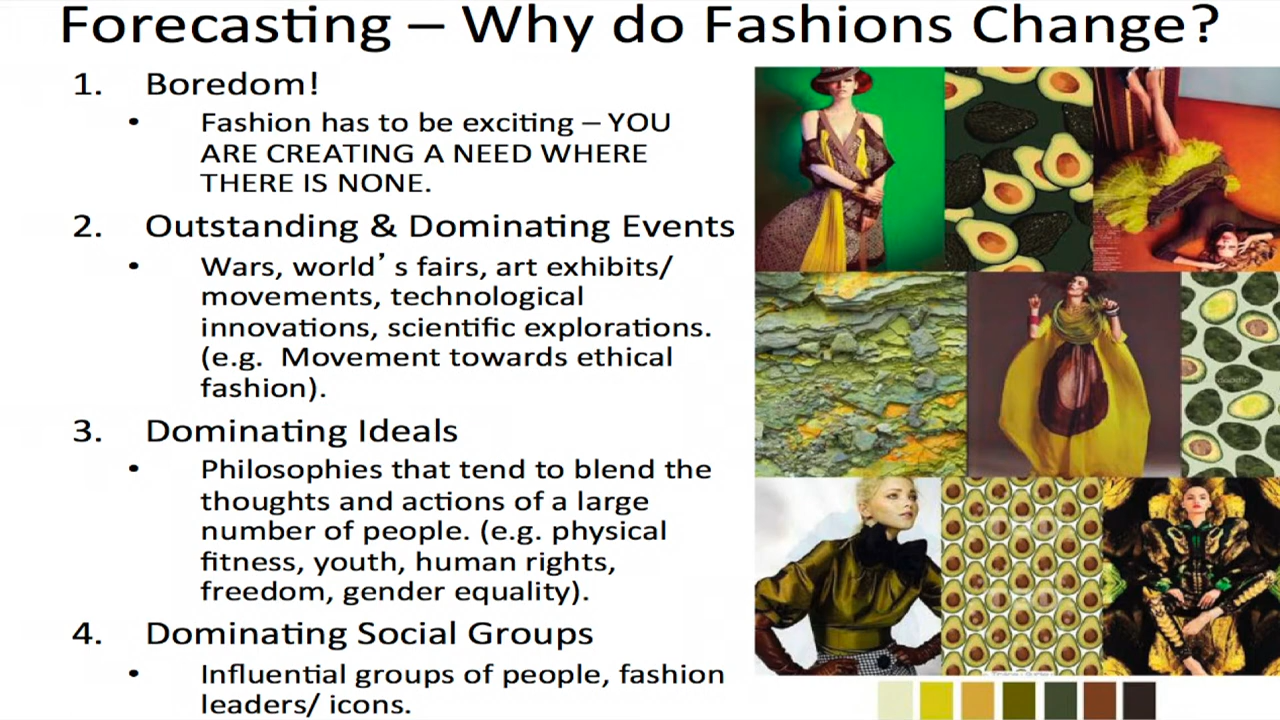 Forecasting – Why do Fashions Change?
1. Boredom!
• Fashion has to be exciting – YOU
ARE CREATING A NEED WHERE
THERE IS NONE.
2. Outstanding & Dominating Events
• Wars, world’s fairs, art exhibits/
movements, technological
innovations, scientific explorations.
(e.g. Movement towards ethical
fashion).
3. Dominating Ideals
• Philosophies that tend to blend the
thoughts and actions of a large
number of people. (e.g. physical
fitness, youth, human rights,
freedom, gender equality).
4. Dominating Social Groups
• Influential groups of people, fashion
leaders/ icons.